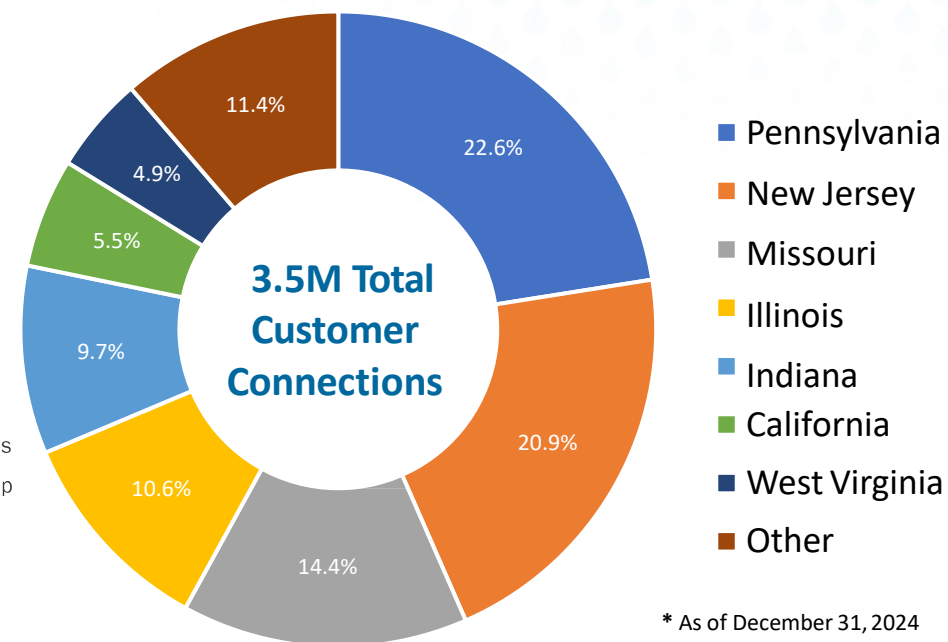 22.6%
20.9%
14.4%
10.6%
9.7%
5.5%
4.9%
11.4%
3.5M Total
Customer
Connections
s
p
Pennsylvania
New Jersey
Missouri
Illinois
Indiana
California
West Virginia
Other
* As of December 31, 2024